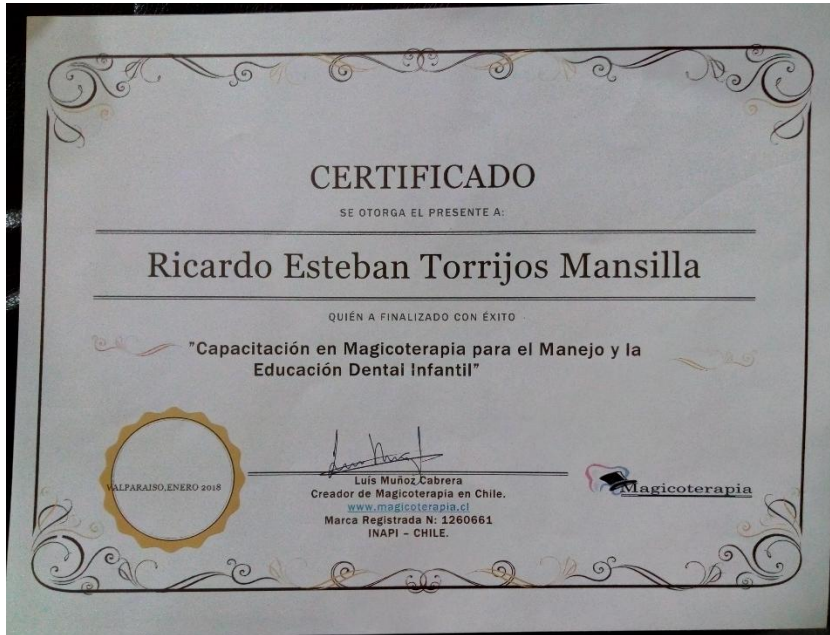 CERTIFICADO
SE OTORGA EL PRESENTE A:
Ricardo Esteban Torrijos Mansilla
QUIÉN A FINALIZADO CON ÉXITO
"Capacitación en Magicoterapia para el Manejo y la
Educación Dental Infantil"
VALPARAISO,ENERO 2018
Luís Muñoz Cabrera
Creador de Magicoterapia en Chile.
www.magicoterapia.cl
Marca Registrada N: 1260661
INAPI – CHILE.
Magicoterapia